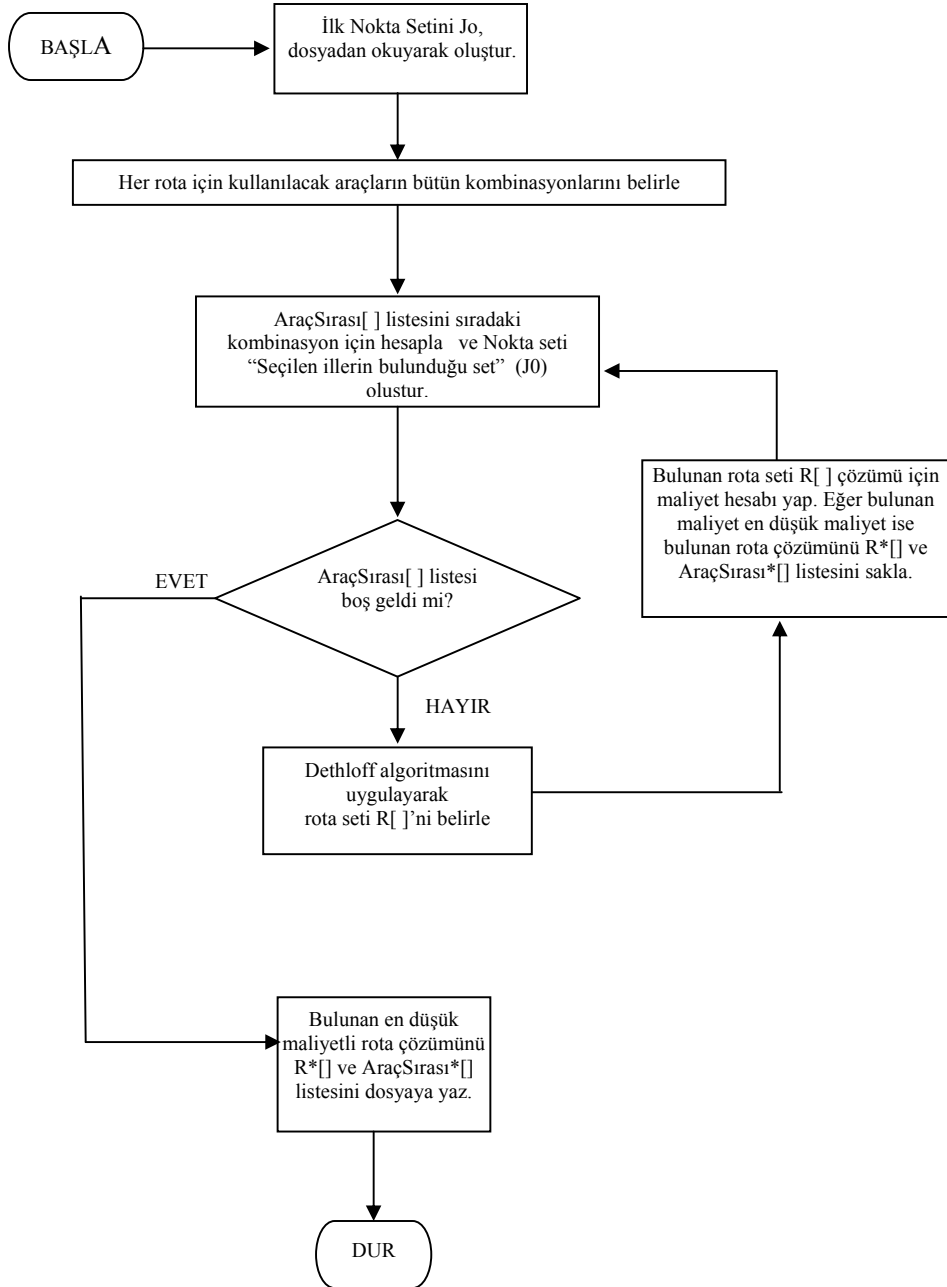 BAŞLA
İlk Nokta Setini Jo,
dosyadan okuyarak oluştur.
Her rota için kullanılacak araçların bütün kombinasyonlarını belirle
AraçSırası[ ] listesini sıradaki
kombinasyon için hesapla ve Nokta seti
“Seçilen illerin bulunduğu set” (J0)
olustur.
Bulunan rota seti R[ ] çözümü için
maliyet hesabı yap. Eğer bulunan
maliyet en düşük maliyet ise
bulunan rota çözümünü R*[] ve
AraçSırası*[] listesini sakla.
EVET
AraçSırası[ ] listesi
boş geldi mi?
HAYIR
Dethloff algoritmasını
uygulayarak
rota seti R[ ]’ni belirle
Bulunan en düşük
maliyetli rota çözümünü
R*[] ve AraçSırası*[]
listesini dosyaya yaz.
DUR